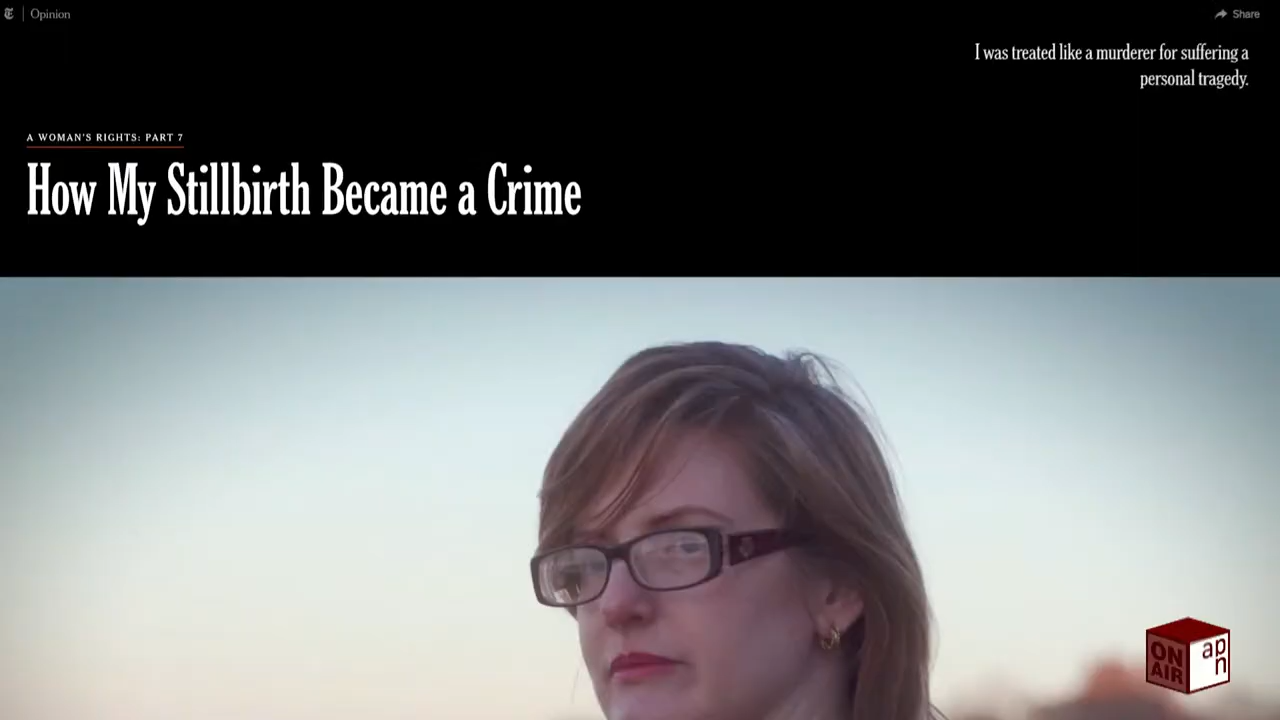 Opinion
Share
I was treated like a murderer for suffering a
personal tragedy.
A WOMAN'S RIGHTS: PART 7
How My Stillbirth Became a Crime
ON
AIR
ap
n